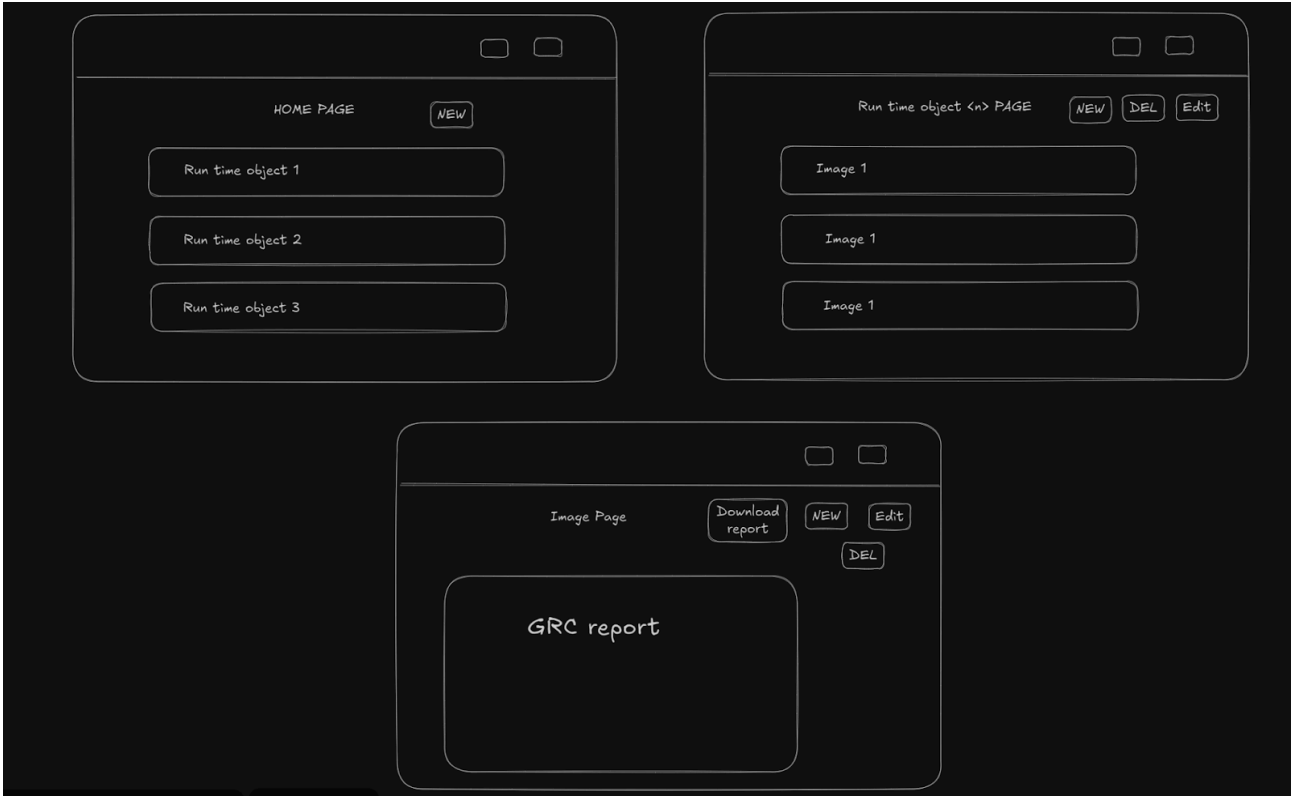 HOME PAGE
NEW
Run time object 1
Run time object 2
Run time object 3
Run time object <n> PAGE
NEW
DEL
Edit
Image 1
Image 1
Image 1
Image Page
Download
report
NEW
Edit
DEL
GRC report